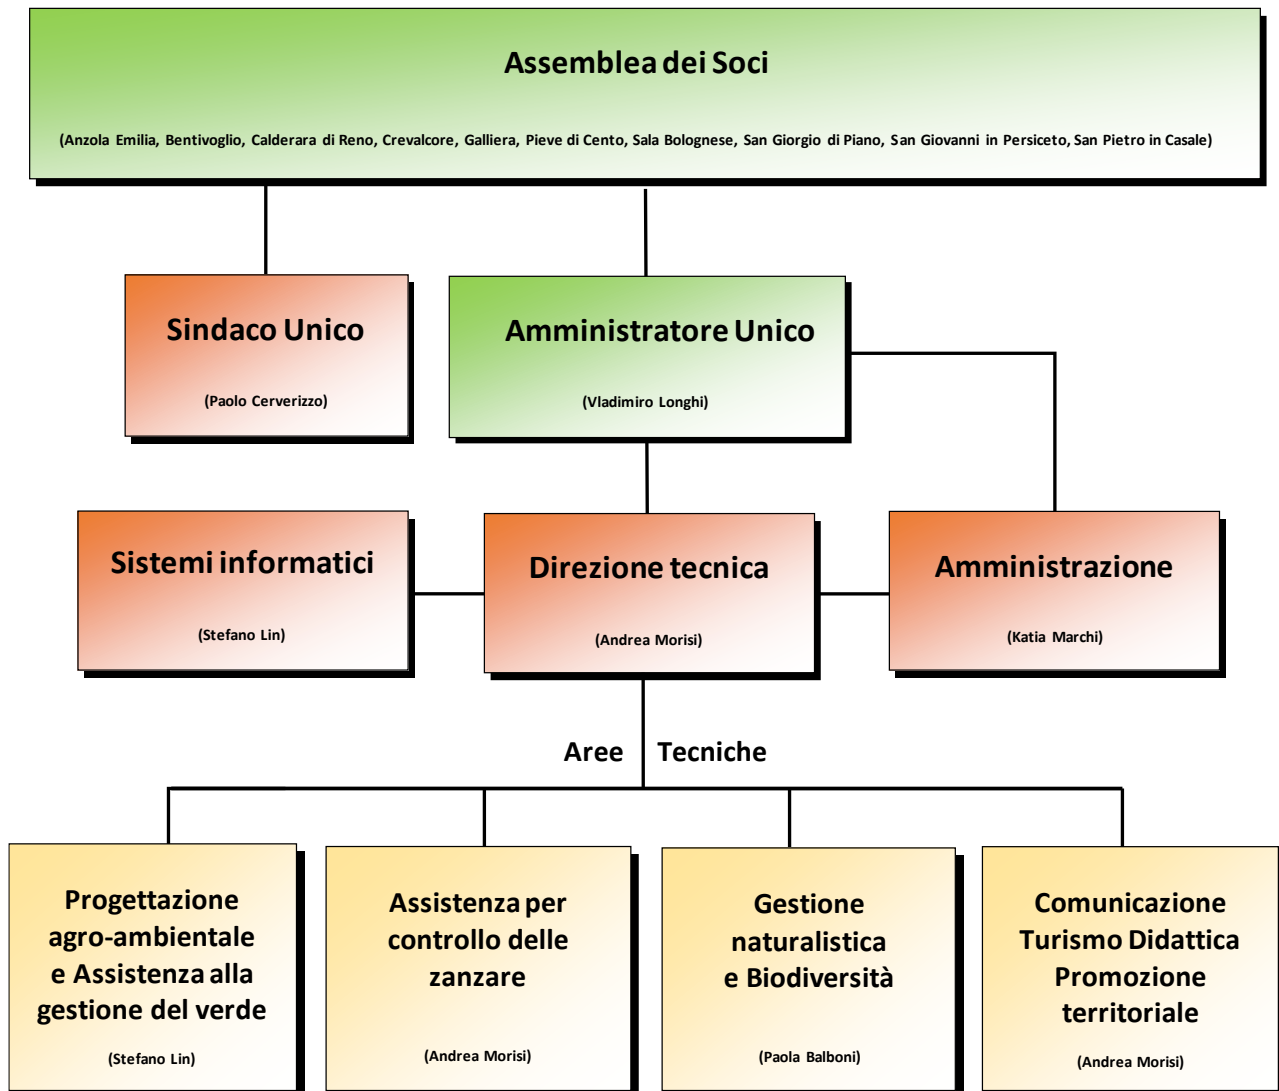 Assemblea dei Soci
(Anzola Emilia, Bentivoglio, Calderara di Reno, Crevalcore, Galliera, Pieve di Cento, Sala Bolognese, San Giorgio di Piano, San Giovanni in Persiceto, San Pietro in Casale)
Sindaco Unico
(Paolo Cerverizzo)
Amministratore Unico
(Vladimiro Longhi)
Sistemi informatici
(Stefano Lin)
Direzione tecnica
(Andrea Morisi)
Amministrazione
(Katia Marchi)
Aree Tecniche
Progettazione
agro-ambientale
e Assistenza alla
gestione del verde
(Stefano Lin)
Assistenza per
controllo delle
zanzare
(Andrea Morisi)
Gestione
naturalistica
e Biodiversità
(Paola Balboni)
Comunicazione
Turismo Didattica
Promozione
territoriale
(Andrea Morisi)